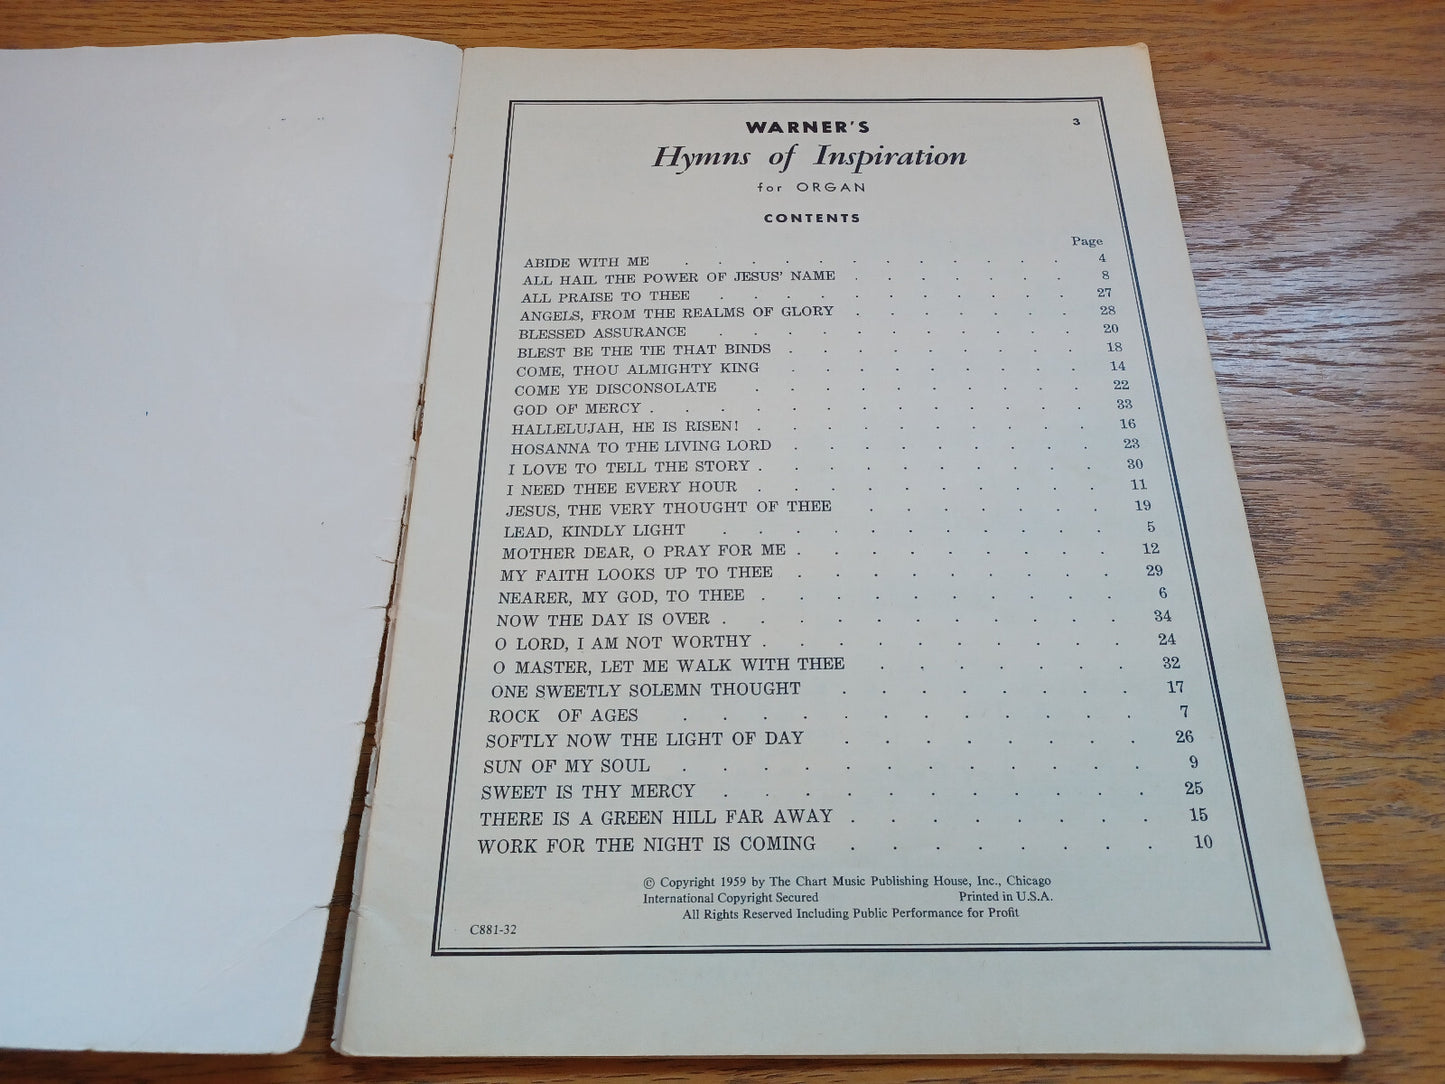 3
WARNER'S
Hymns of Inspiration
for ORGAN
CONTENTS
Page
ABIDE WITH ME . . . . . . . . . . . 4
ALL HAIL THE POWER OF JESUS' NAME . . . . . . . 8
ALL PRAISE TO THEE . . . . . . . . . . 27
ANGELS, FROM THE REALMS OF GLORY . . . . . . . 28
BLESSED ASSURANCE . . . . . . . . . . 20
BLEST BE THE TIE THAT BINDS . . . . . . . . 18
COME, THOU ALMIGHTY KING . . . . . . . . 14
COME YE DISCONSOLATE . . . . . . . . . 22
GOD OF MERCY . . . . . . . . . . . . 33
HALLELUJAH, HE IS RISEN! . . . . . . . . . 16
HOSANNA TO THE LIVING LORD . . . . . . . . 23
I LOVE TO TELL THE STORY . . . . . . . . . 30
I NEED THEE EVERY HOUR . . . . . . . . . 11
JESUS, THE VERY THOUGHT OF THEE . . . . . . . 19
LEAD, KINDLY LIGHT . . . . . . . . . . 5
MOTHER DEAR, O PRAY FOR ME . . . . . . . . . 12
MY FAITH LOOKS UP TO THEE . . . . . . . . . 29
NEARER, MY GOD, TO THEE . . . . . . . . . . 6
NOW THE DAY IS OVER . . . . . . . . . . . 34
O LORD, I AM NOT WORTHY . . . . . . . . . . 24
O MASTER, LET ME WALK WITH THEE . . . . . . . 32
ONE SWEETLY SOLEMN THOUGHT . . . . . . . . 17
ROCK OF AGES . . . . . . . . . . . . 7
SOFTLY NOW THE LIGHT OF DAY . . . . . . . . 26
SUN OF MY SOUL . . . . . . . . . . . . 9
SWEET IS THY MERCY . . . . . . . . . . . 25
THERE IS A GREEN HILL FAR AWAY . . . . . . . . 15
WORK FOR THE NIGHT IS COMING . . . . . . . . 10
© Copyright 1959 by The Chart Music Publishing House, Inc., Chicago
International Copyright Secured Printed in U.S.A.
All Rights Reserved Including Public Performance for Profit
C881-32